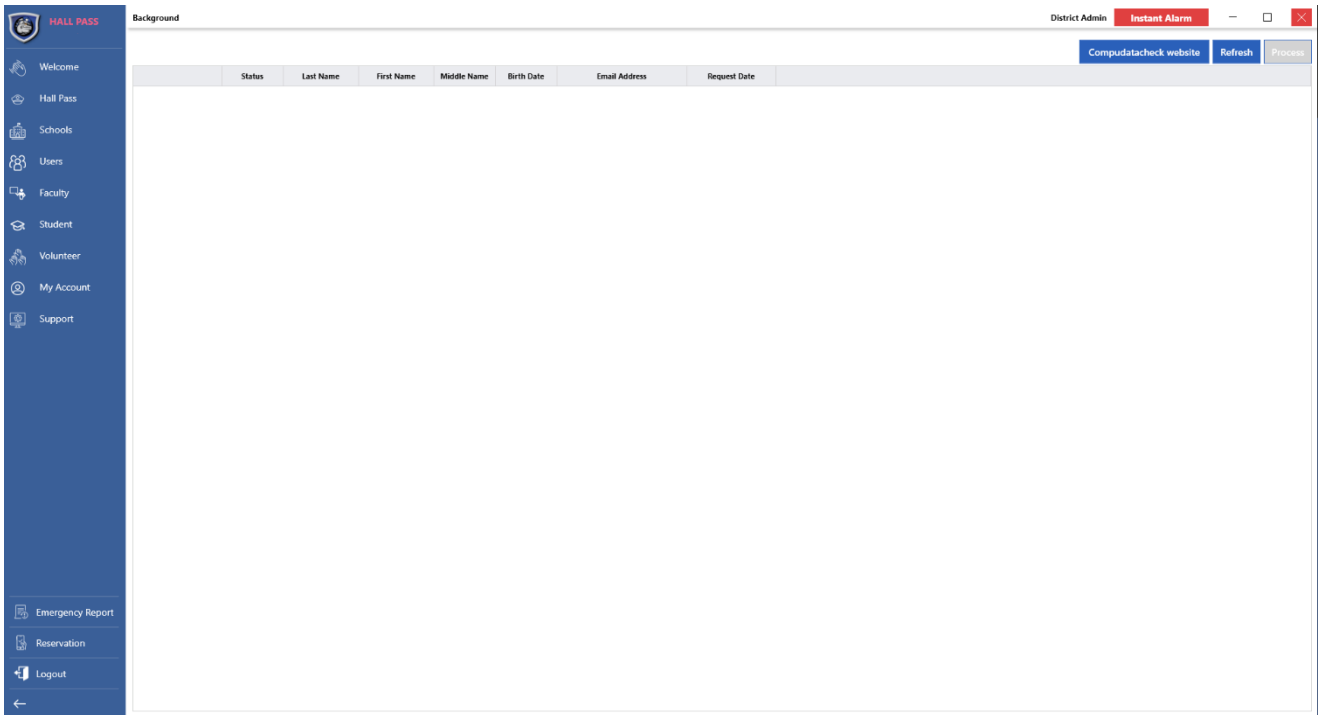 HALL PASS
Background
District Admin
Instant Alarm
Compudatacheck website
Refresh
Process
Status
Last Name
First Name
Middle Name
Birth Date
Email Address
Request Date
Welcome
Hall Pass
Schools
Users
Faculty
Student
Volunteer
My Account
Support
Emergency Report
Reservation
Logout